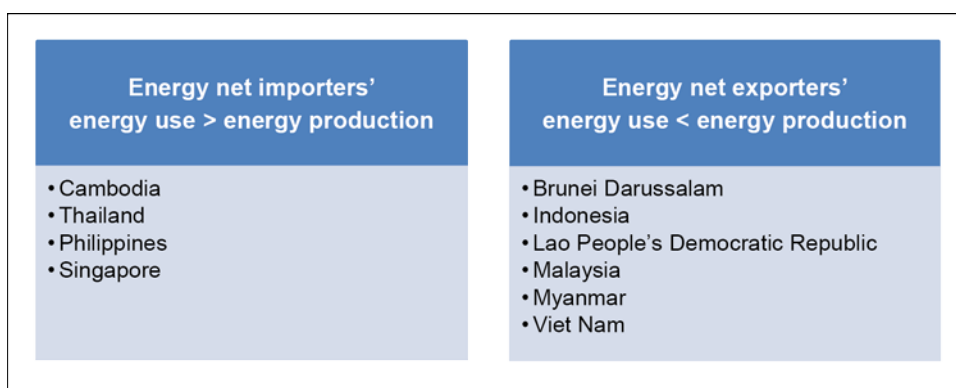 Energy net importers’
energy use > energy production
• Cambodia
• Thailand
• Philippines
• Singapore
Energy net exporters’
energy use < energy production
• Brunei Darussalam
• Indonesia
• Lao People’s Democratic Republic
• Malaysia
• Myanmar
• Viet Nam